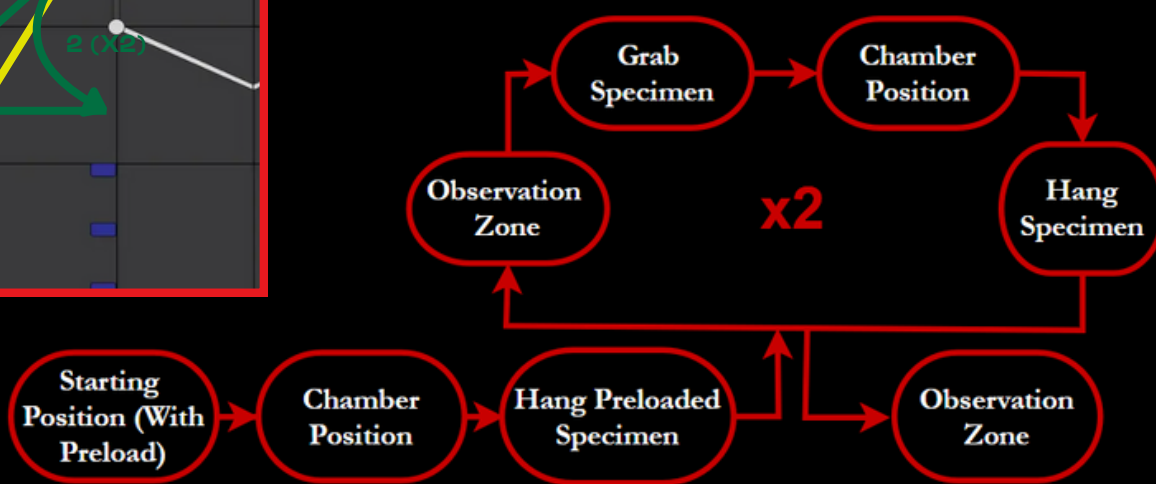 2 (X2)
Grab
Specimen
Chamber
Position
Observation
Zone
x2
Hang
Specimen
Starting
Position (With
Preload)
Chamber
Position
Hang Preloaded
Specimen
Observation
Zone